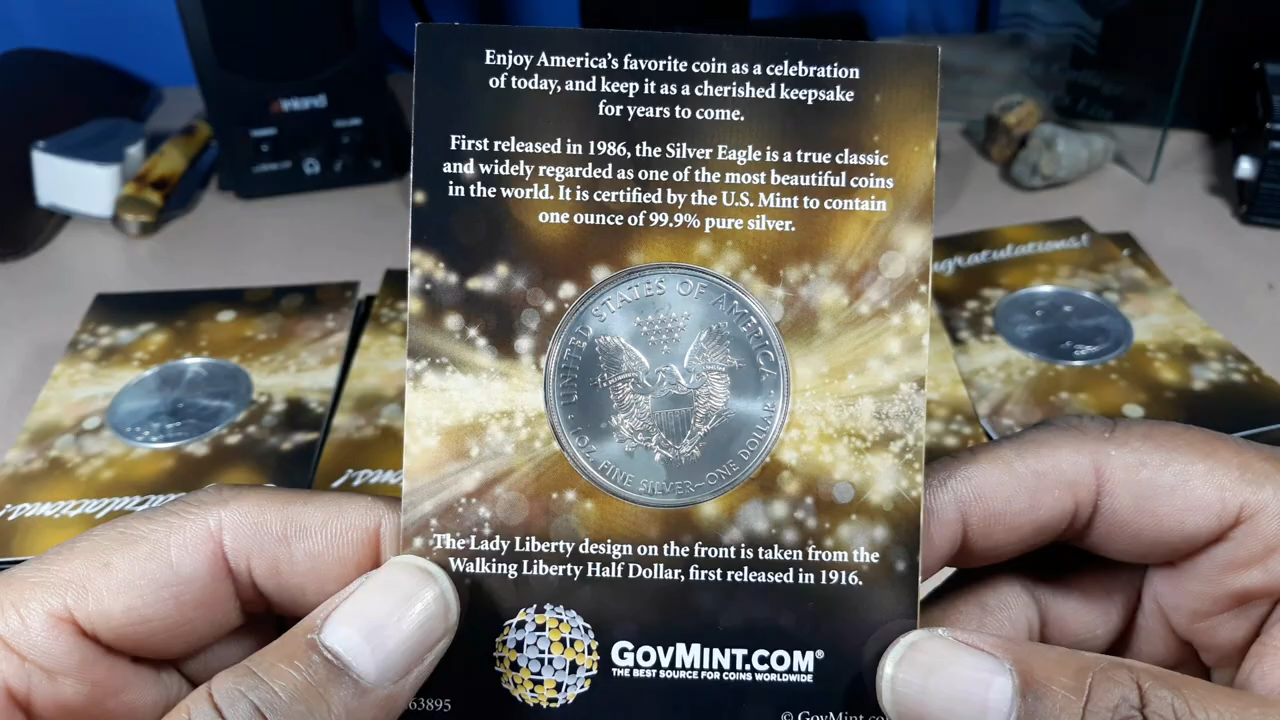 Enjoy America's favorite coin as a celebration
of today, and keep it as a cherished keepsake
for years to come.
First released in 1986, the Silver Eagle is a true classic
and widely regarded as one of the most beautiful coins
in the world. It is certified by the U.S. Mint to contain
one ounce of 99.9% pure silver.
UNITED STATES OF AMERICA
1 OZ. FINE SILVER~ONE DOLLAR
The Lady Liberty design on the front is taken from the
Walking Liberty Half Dollar, first released in 1916.
GOVMINT.COM®
THE BEST SOURCE FOR COINS WORLDWIDE
63895
© GovMint.co
ngratulations!
atulations!
ons!
inland